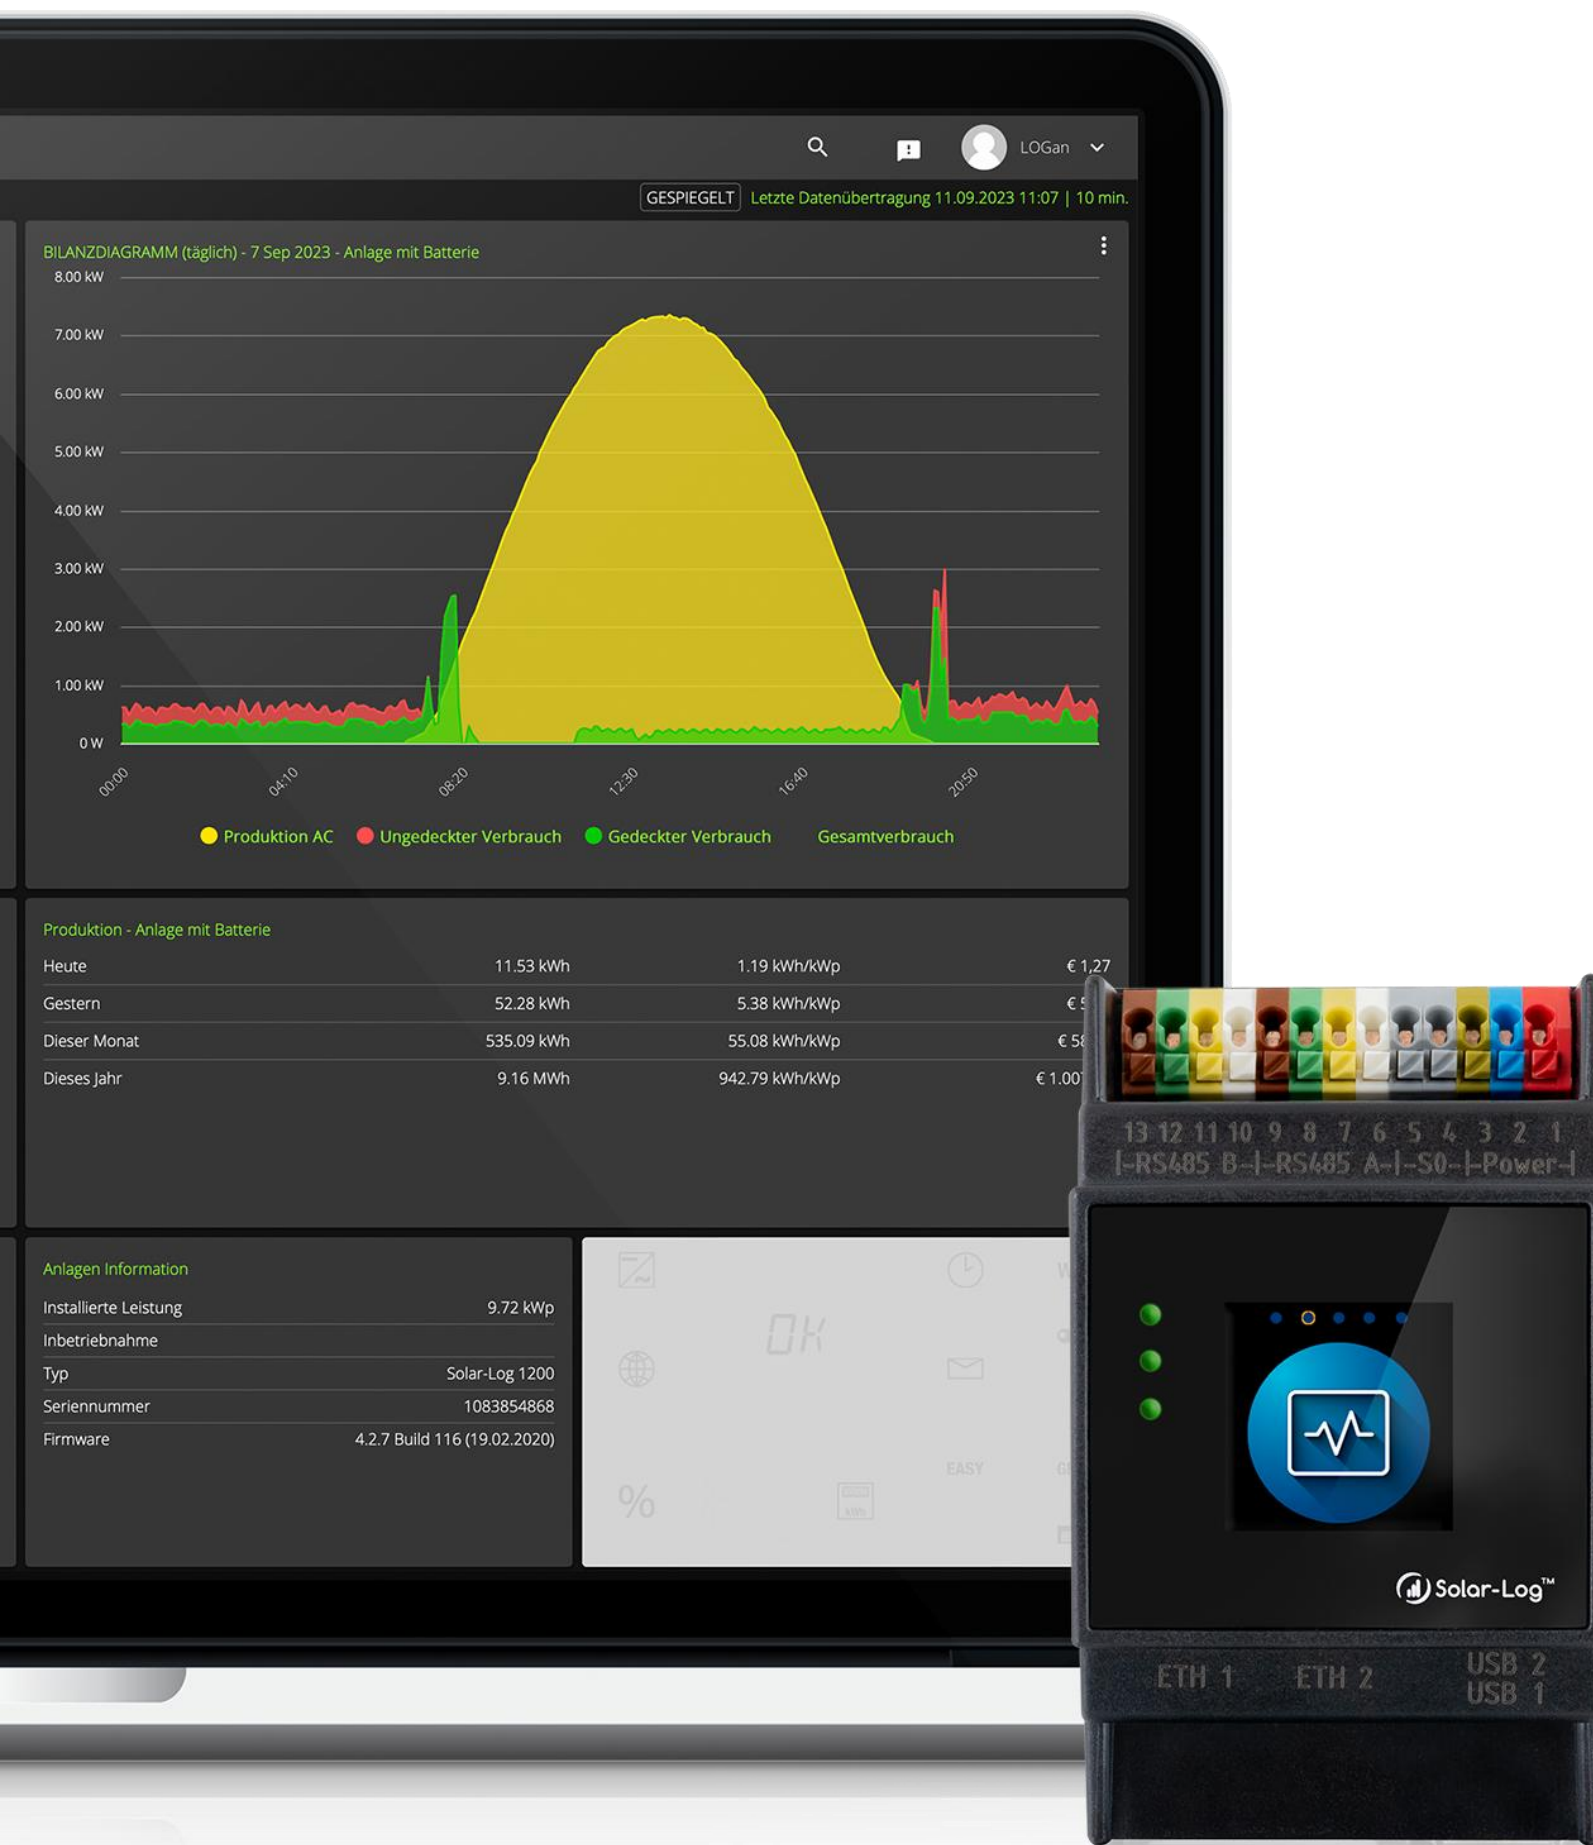 LOGan
GESPIEGELT Letzte Datenübertragung 11.09.2023 11:07 | 10 min.
BILANZDIAGRAMM (täglich) - 7 Sep 2023 - Anlage mit Batterie
8.00 kW
7.00 kW
6.00 kW
5.00 kW
4.00 kW
3.00 kW
2.00 kW
1.00 kW
0 W
00:00 04:10 08:20 12:30 16:40 20:50
Produktion AC Ungedeckter Verbrauch Gedeckter Verbrauch Gesamtverbrauch
Produktion - Anlage mit Batterie
Heute 11.53 kWh 1.19 kWh/kWp € 1,27
Gestern 52.28 kWh 5.38 kWh/kWp €
Dieser Monat 535.09 kWh 55.08 kWh/kWp €
Dieses Jahr 9.16 MWh 942.79 kWh/kWp €
Anlagen Information
Installierte Leistung 9.72 kWp
Inbetriebnahme
Typ Solar-Log 1200
Seriennummer 1083854868
Firmware 4.2.7 Build 116 (19.02.2020)
OK
EASY
%
kWh
13 12 11 10 9 8 7 6 5 4 3 2 1
|-RS485 B-|-RS485 A-|-S0-|-Power-|
Solar-Log™
ETH 1 ETH 2 USB 2
USB 1